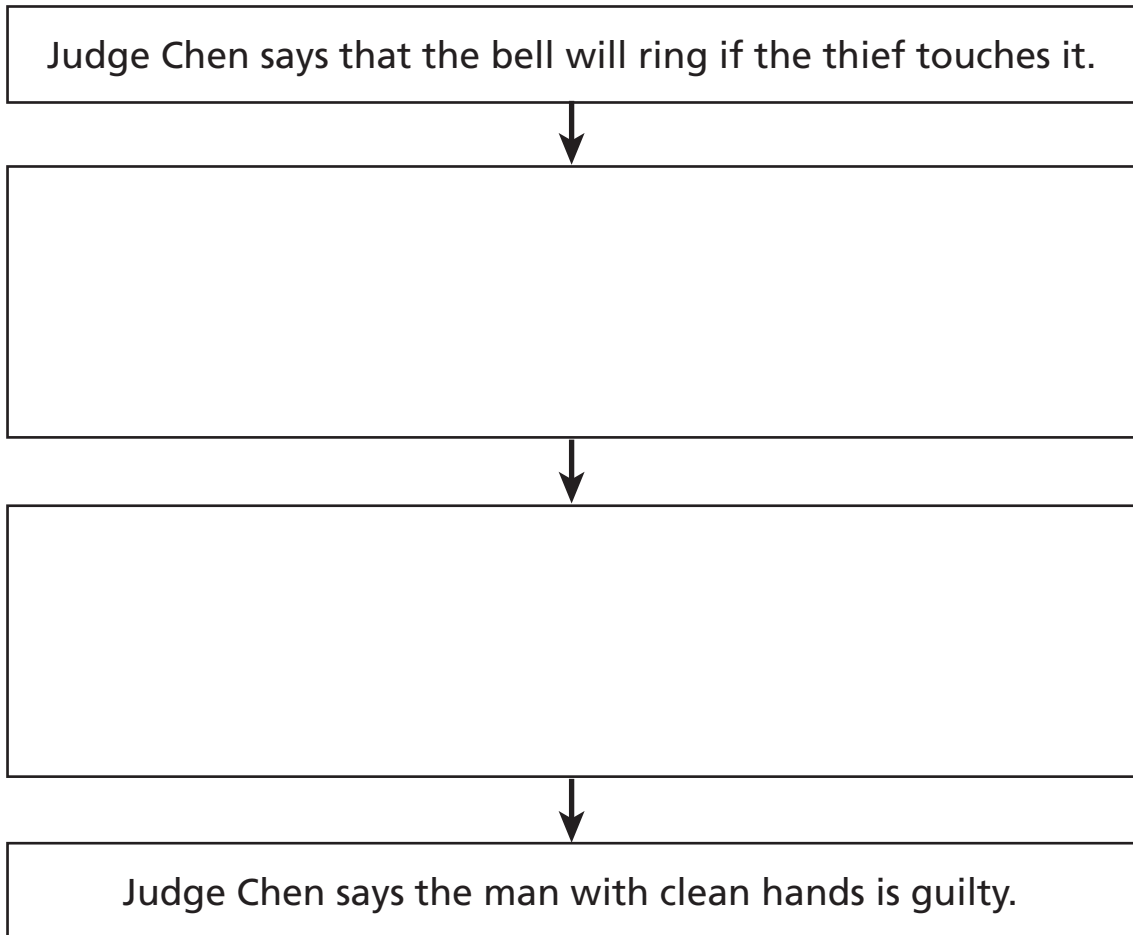 Judge Chen says that the bell will ring if the thief touches it.
Judge Chen says the man with clean hands is guilty.